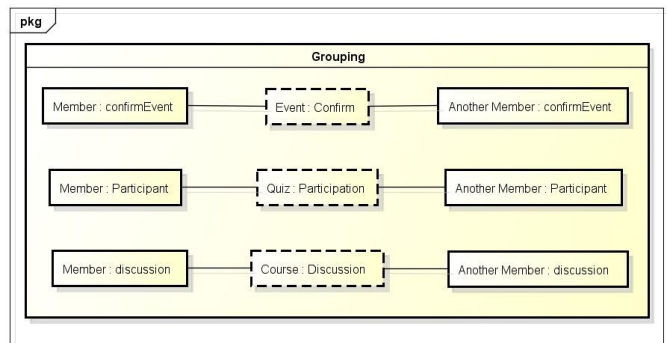 pkg
Grouping
Member : confirmEvent
Event : Confirm
Another Member : confirmEvent
Member : Participant
Quiz : Participation
Another Member : Participant
Member : discussion
Course : Discussion
Another Member : discussion